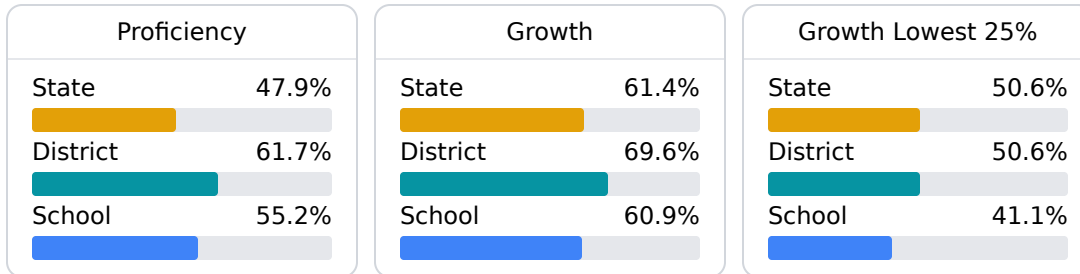 Proficiency
State 47.9%
District 61.7%
School 55.2%
Growth
State 61.4%
District 69.6%
School 60.9%
Growth Lowest 25%
State 50.6%
District 50.6%
School 41.1%